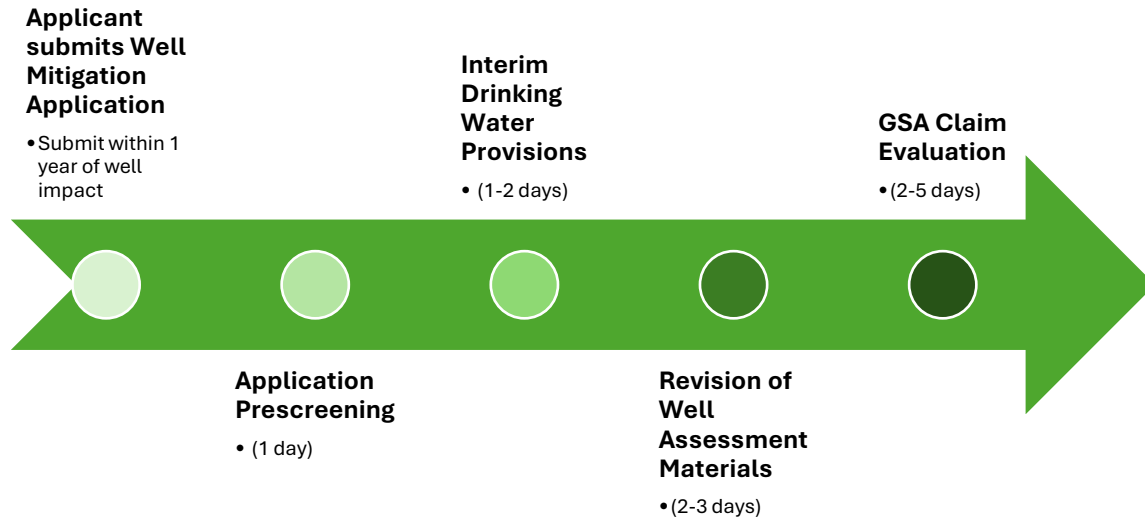 Applicant
submits Well
Mitigation
Application
•Submit within 1
year of well
impact
Application
Prescreening
• (1 day)
Interim
Drinking
Water
Provisions
• (1-2 days)
Revision of
Well
Assessment
Materials
•(2-3 days)
GSA Claim
Evaluation
•(2-5 days)